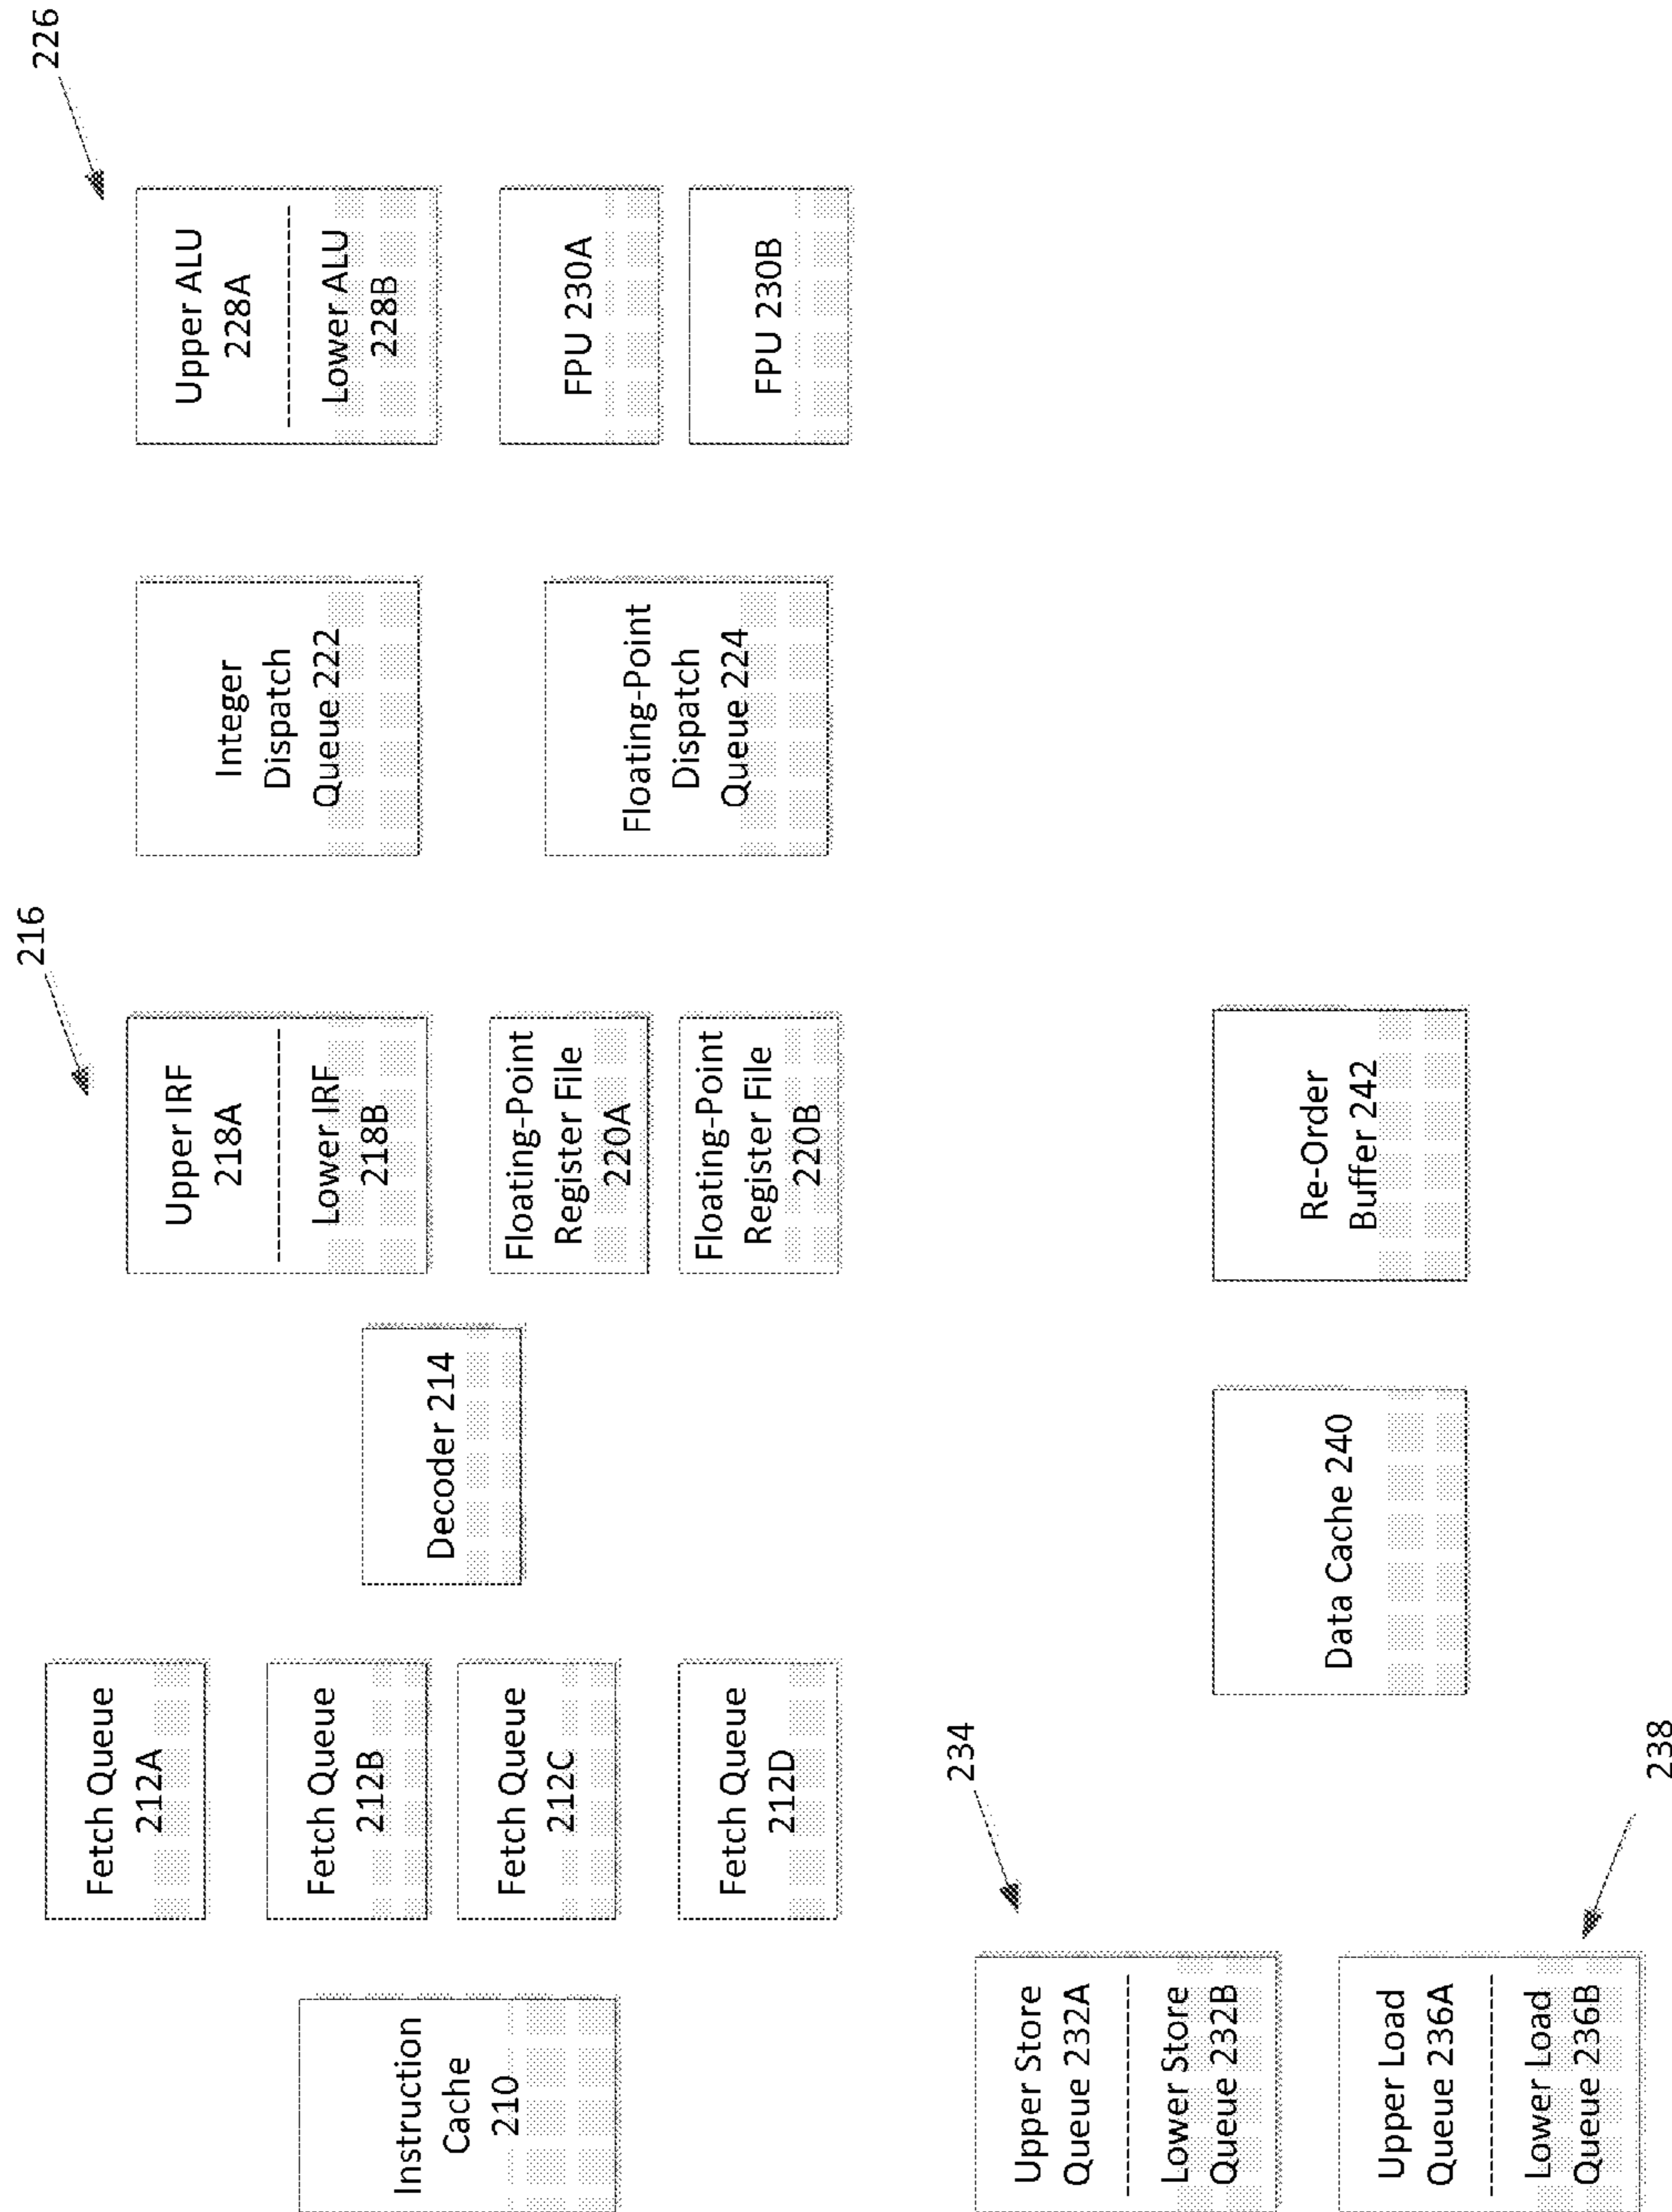 216
226
Instruction
Cache
210
Fetch Queue
212A
Fetch Queue
212B
Fetch Queue
212C
Fetch Queue
212D
Decoder 214
Upper IRF
218A
Lower IRF
218B
Floating-Point
Register File
220A
Floating-Point
Register File
220B
Integer
Dispatch
Queue 222
Floating-Point
Dispatch
Queue 224
Upper ALU
228A
Lower ALU
228B
FPU 230A
FPU 230B
234
Upper Store
Queue 232A
Lower Store
Queue 232B
Upper Load
Queue 236A
Lower Load
Queue 236B
238
Data Cache 240
Re-Order
Buffer 242